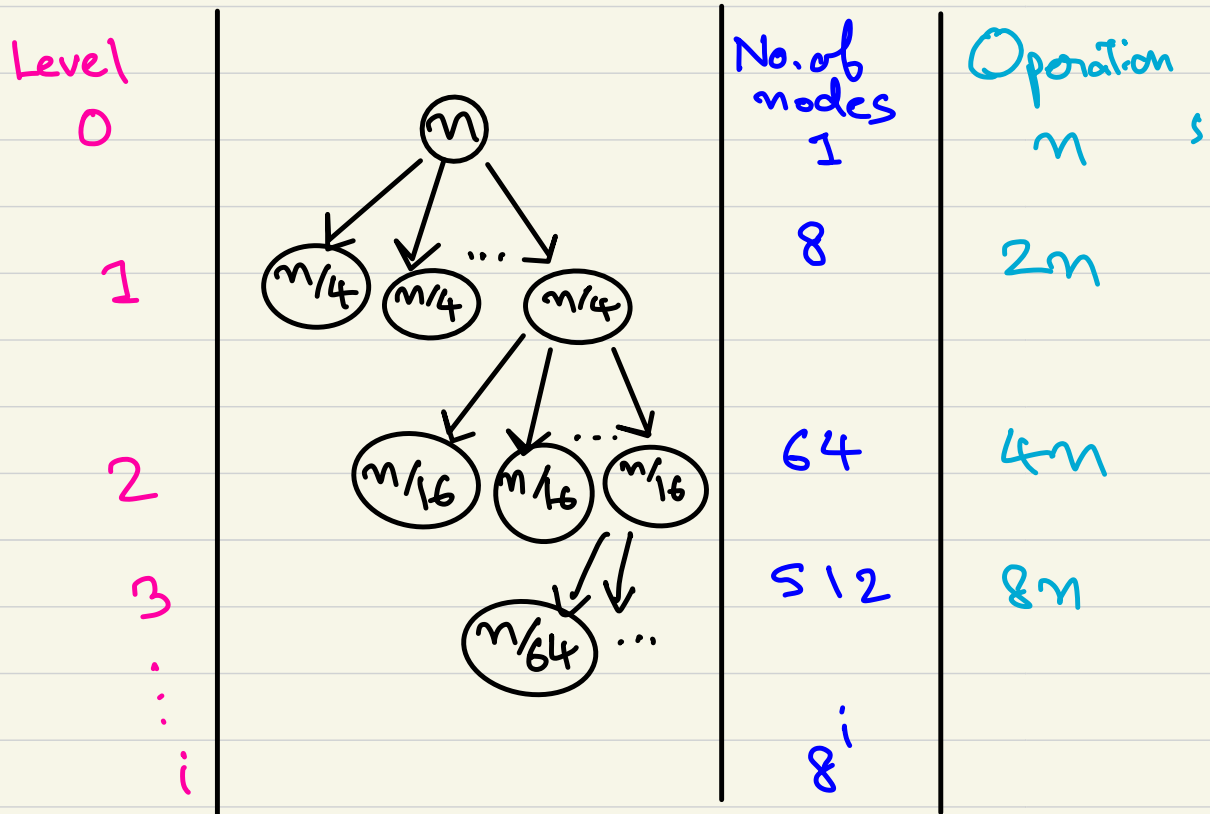 Level No. of nodes Operations
0 n 1 n
1 n/4 n/4 ... n/4 8 2n
2 n/16 n/16 ... n/16 64 4n
3 n/64 ... 512 8n
⋮
i 8^i